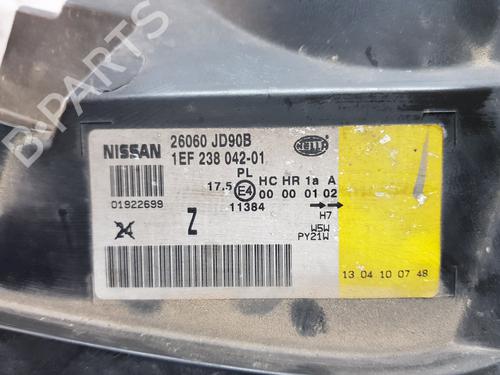 B-PARTS
NISSAN
26060 JD90B
1EF 238 042-01
HELLA
PL
17.5 E4 HC HR 1a A
00 00 01 02
11384
H7
W5W
PY21W
01922699
24
Z
13 04 10 07 48